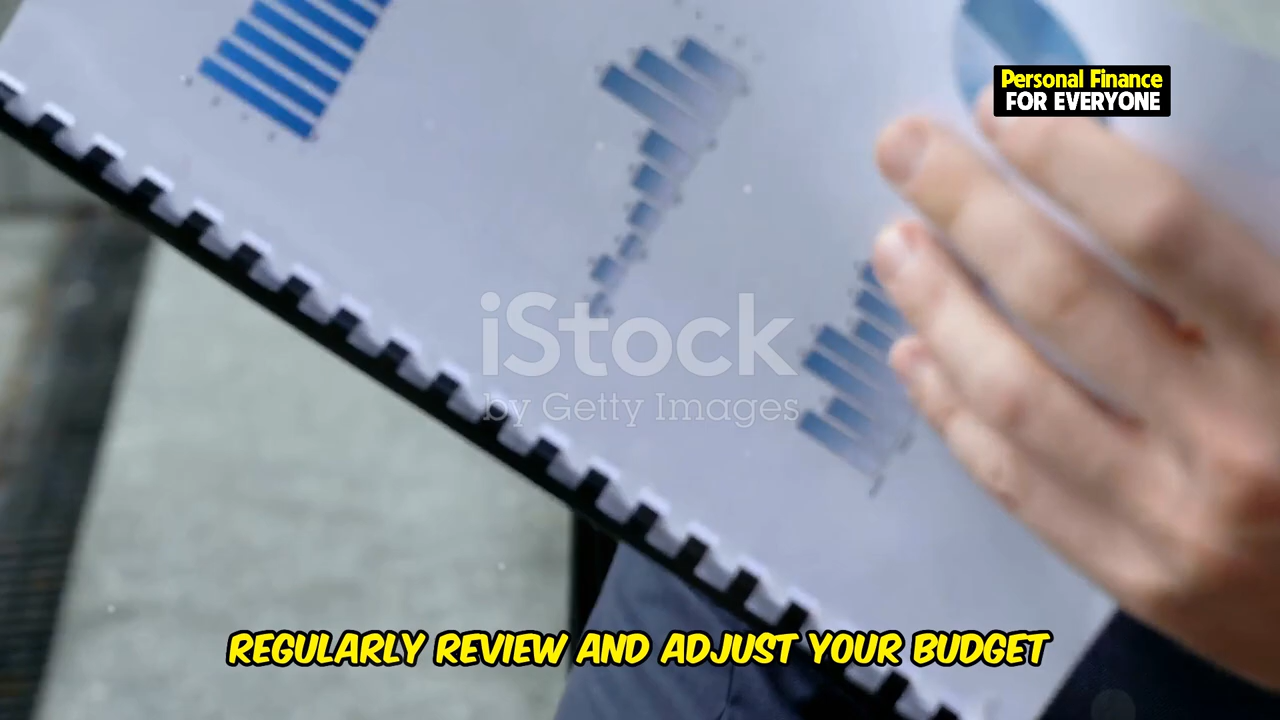 Personal Finance
FOR EVERYONE
iStock
by Getty Images
REGULARLY REVIEW AND ADJUST YOUR BUDGET